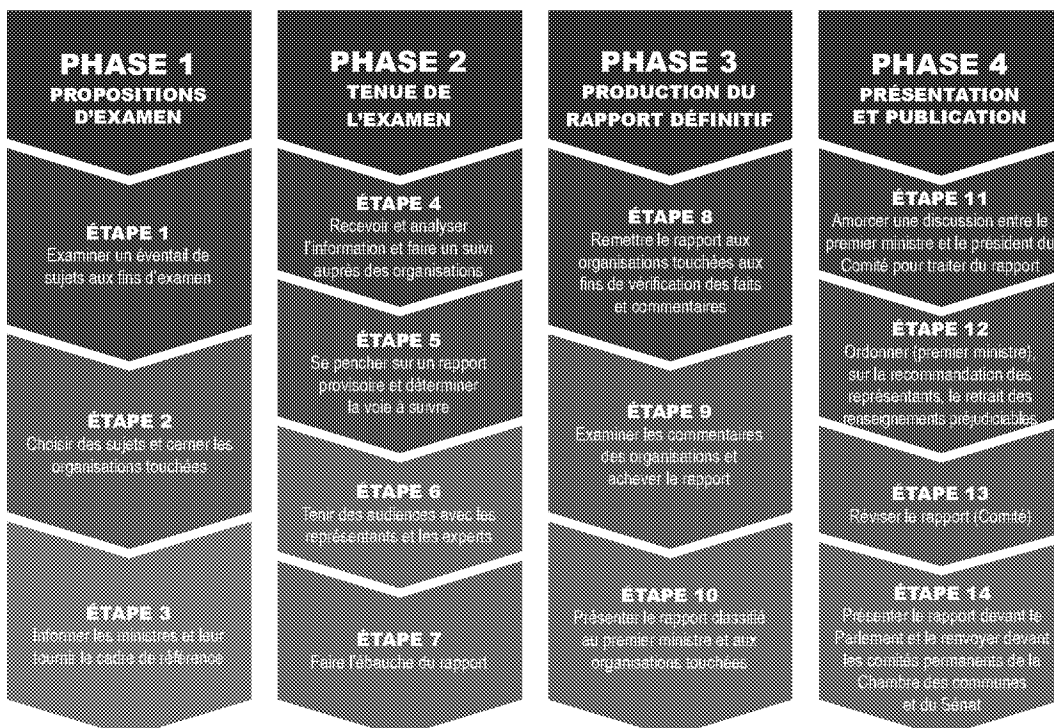 PHASE 1
PROPOSITIONS
D'EXAMEN
ÉTAPE 1
Examiner un éventail de
sujets aux fins d'examen
ÉTAPE 2
Choisir des sujets et cerner les
organisations touchées
ÉTAPE 3
Informer les ministres et leur
fournir le cadre de référence
PHASE 2
TENUE DE
L'EXAMEN
ÉTAPE 4
Recevoir et analyser
l'information et faire un suivi
auprès des organisations
ÉTAPE 5
Se pencher sur un rapport
provisoire et déterminer
la voie à suivre
ÉTAPE 6
Tenir des audiences avec les
représentants et les experts
ÉTAPE 7
Faire l'ébauche du rapport
PHASE 3
PRODUCTION DU
RAPPORT DÉFINITIF
ÉTAPE 8
Remettre le rapport aux
organisations touchées aux
fins de vérification des faits
et commentaires
ÉTAPE 9
Examiner les commentaires
des organisations et
achever le rapport
ÉTAPE 10
Présenter le rapport classifié
au premier ministre et aux
organisations touchées
PHASE 4
PRÉSENTATION
ET PUBLICATION
ÉTAPE 11
Amorcer une discussion entre le
premier ministre et le président du
Comité pour traiter du rapport
ÉTAPE 12
Ordonner (premier ministre),
sur la recommandation des
représentants, le retrait des
renseignements préjudiciables
ÉTAPE 13
Réviser le rapport (Comité)
ÉTAPE 14
Présenter le rapport devant le
Parlement et le renvoyer devant
les comités permanents de la
Chambre des communes
et du Sénat